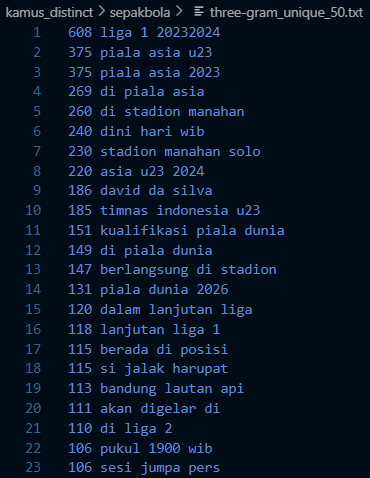 kamus_distinct > sepakbola > three-gram_unique_50.txt
1 608 liga 1 20232024
2 375 piala asia u23
3 375 piala asia 2023
4 269 di piala asia
5 260 di stadion manahan
6 240 dini hari wib
7 230 stadion manahan solo
8 220 asia u23 2024
9 186 david da silva
10 185 timnas indonesia u23
11 151 kualifikasi piala dunia
12 149 di piala dunia
13 147 berlangsung di stadion
14 131 piala dunia 2026
15 120 dalam lanjutan liga
16 118 lanjutan liga 1
17 115 berada di posisi
18 115 si jalak harupat
19 113 bandung lautan api
20 111 akan digelar di
21 110 di liga 2
22 106 pukul 1900 wib
23 106 sesi jumpa pers